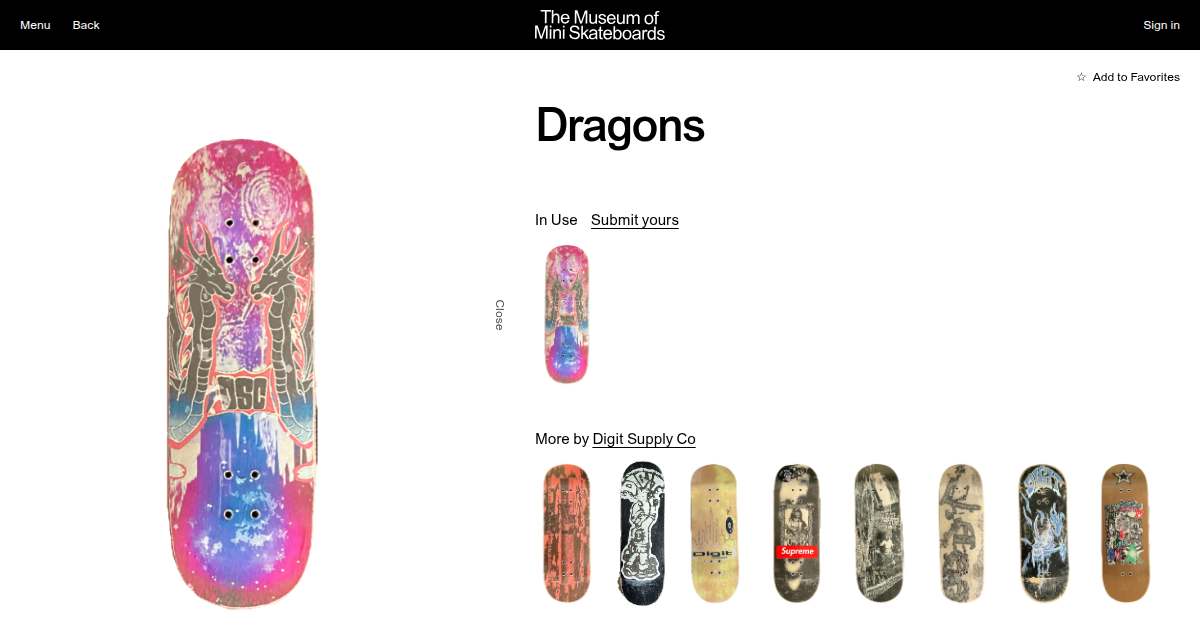 Menu
Back
The Museum of
Mini Skateboards
Sign in
☆ Add to Favorites
Dragons
In Use
Submit yours
Close
DSC
More by Digit Supply Co
Digit
Supreme